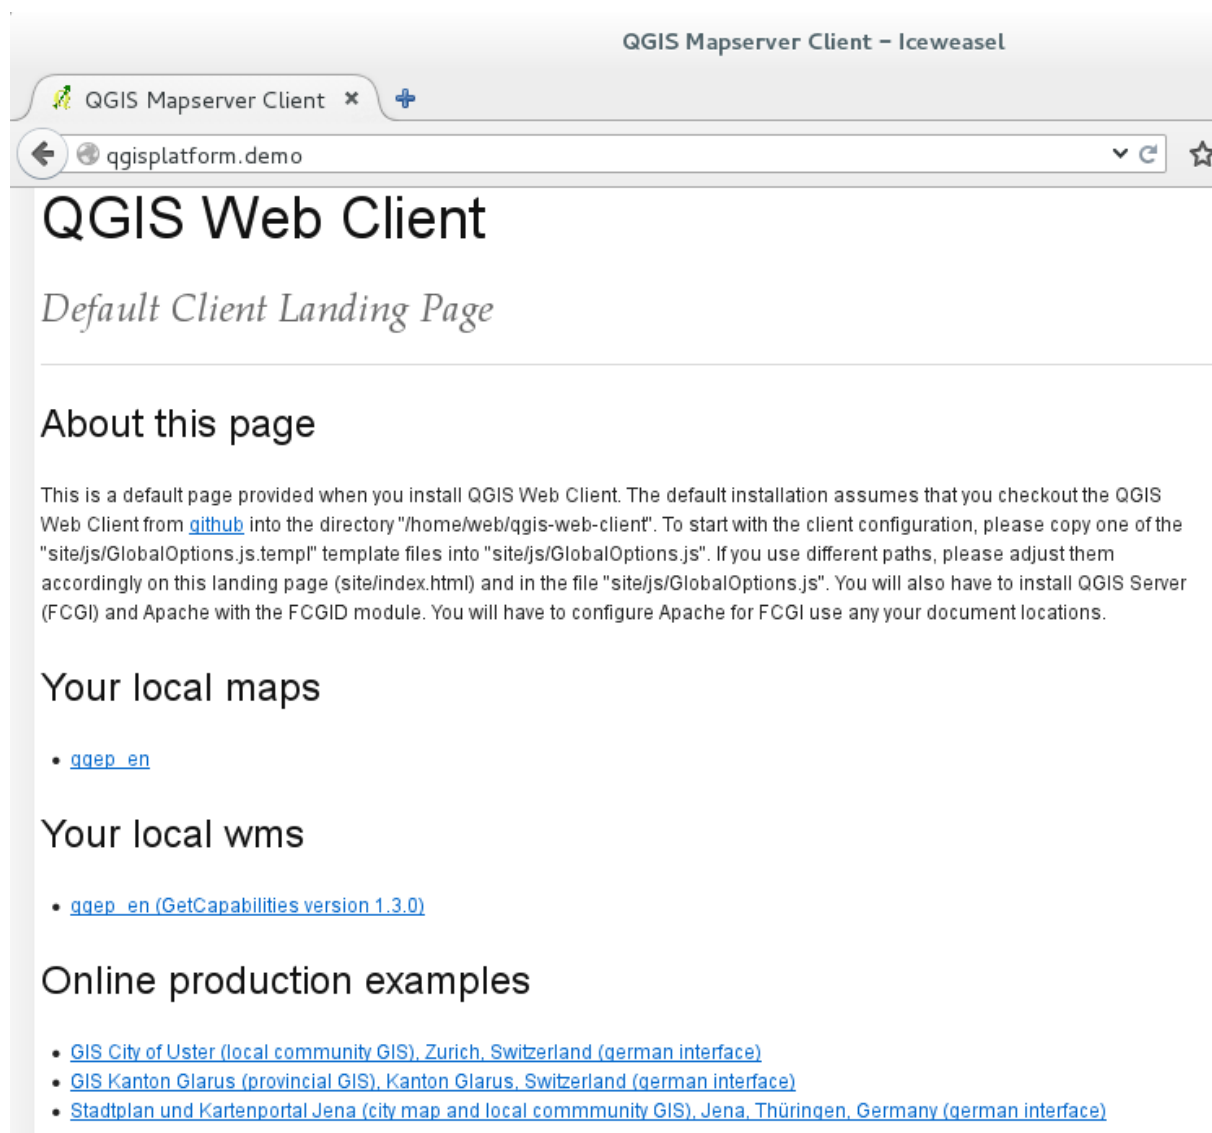 QGIS Mapserver Client - Iceweasel
QGIS Mapserver Client
qgisplatform.demo
QGIS Web Client
Default Client Landing Page
About this page
This is a default page provided when you install QGIS Web Client. The default installation assumes that you checkout the QGIS
Web Client from github into the directory "/home/web/qgis-web-client". To start with the client configuration, please copy one of the
"site/js/GlobalOptions.js.templ" template files into "site/js/GlobalOptions.js". If you use different paths, please adjust them
accordingly on this landing page (site/index.html) and in the file "site/js/GlobalOptions.js". You will also have to install QGIS Server
(FCGI) and Apache with the FCGID module. You will have to configure Apache for FCGI use any your document locations.
Your local maps
• qgep_en
Your local wms
• qgep_en (GetCapabilities version 1.3.0)
Online production examples
• GIS City of Uster (local community GIS), Zurich, Switzerland (german interface)
• GIS Kanton Glarus (provincial GIS), Kanton Glarus, Switzerland (german interface)
• Stadtplan und Kartenportal Jena (city map and local commmunity GIS), Jena, Thüringen, Germany (german interface)